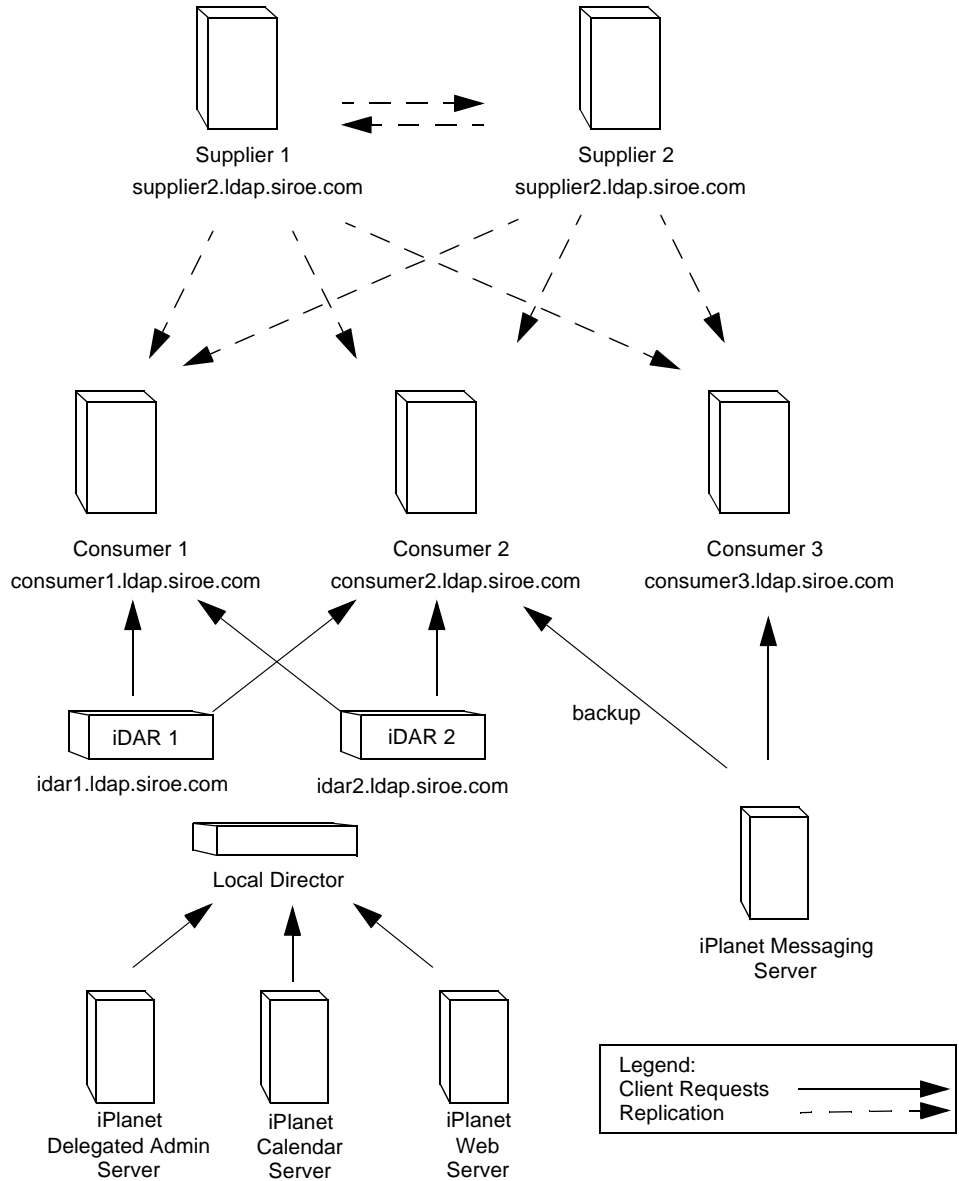 Supplier 1
supplier2.ldap.siroe.com
Supplier 2
supplier2.ldap.siroe.com
Consumer 1
consumer1.ldap.siroe.com
Consumer 2
consumer2.ldap.siroe.com
Consumer 3
consumer3.ldap.siroe.com
backup
iDAR 1
idar1.ldap.siroe.com
iDAR 2
idar2.ldap.siroe.com
Local Director
iPlanet Messaging
Server
iPlanet
Delegated Admin
Server
iPlanet
Calendar
Server
iPlanet
Web
Server
Legend:
Client Requests
Replication